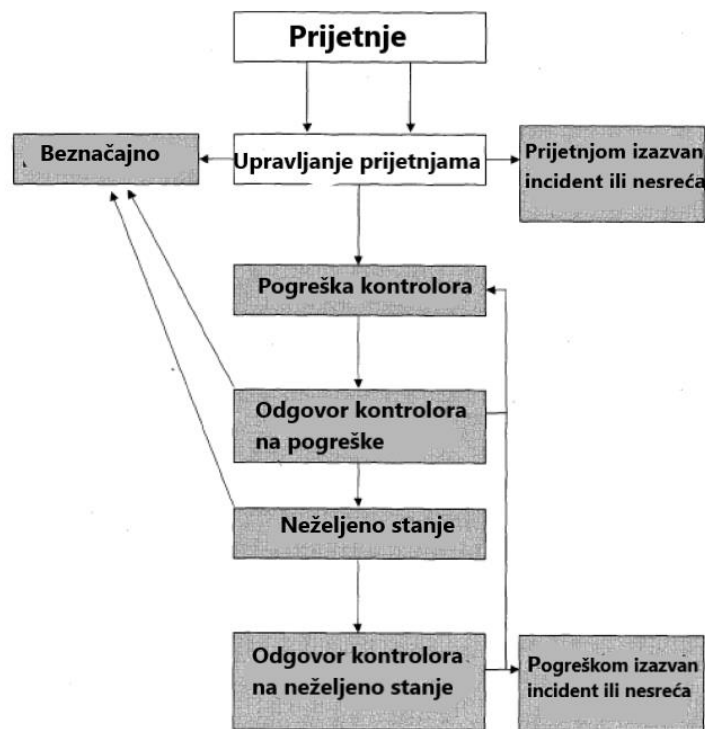 Prijetnje
Beznačajno
Upravljanje prijetnjama
Prijetnjom izazvan
incident ili nesreća
Pogreška kontrolora
Odgovor kontrolora
na pogreške
Neželjeno stanje
Odgovor kontrolora
na neželjeno stanje
Pogreškom izazvan
incident ili nesreća